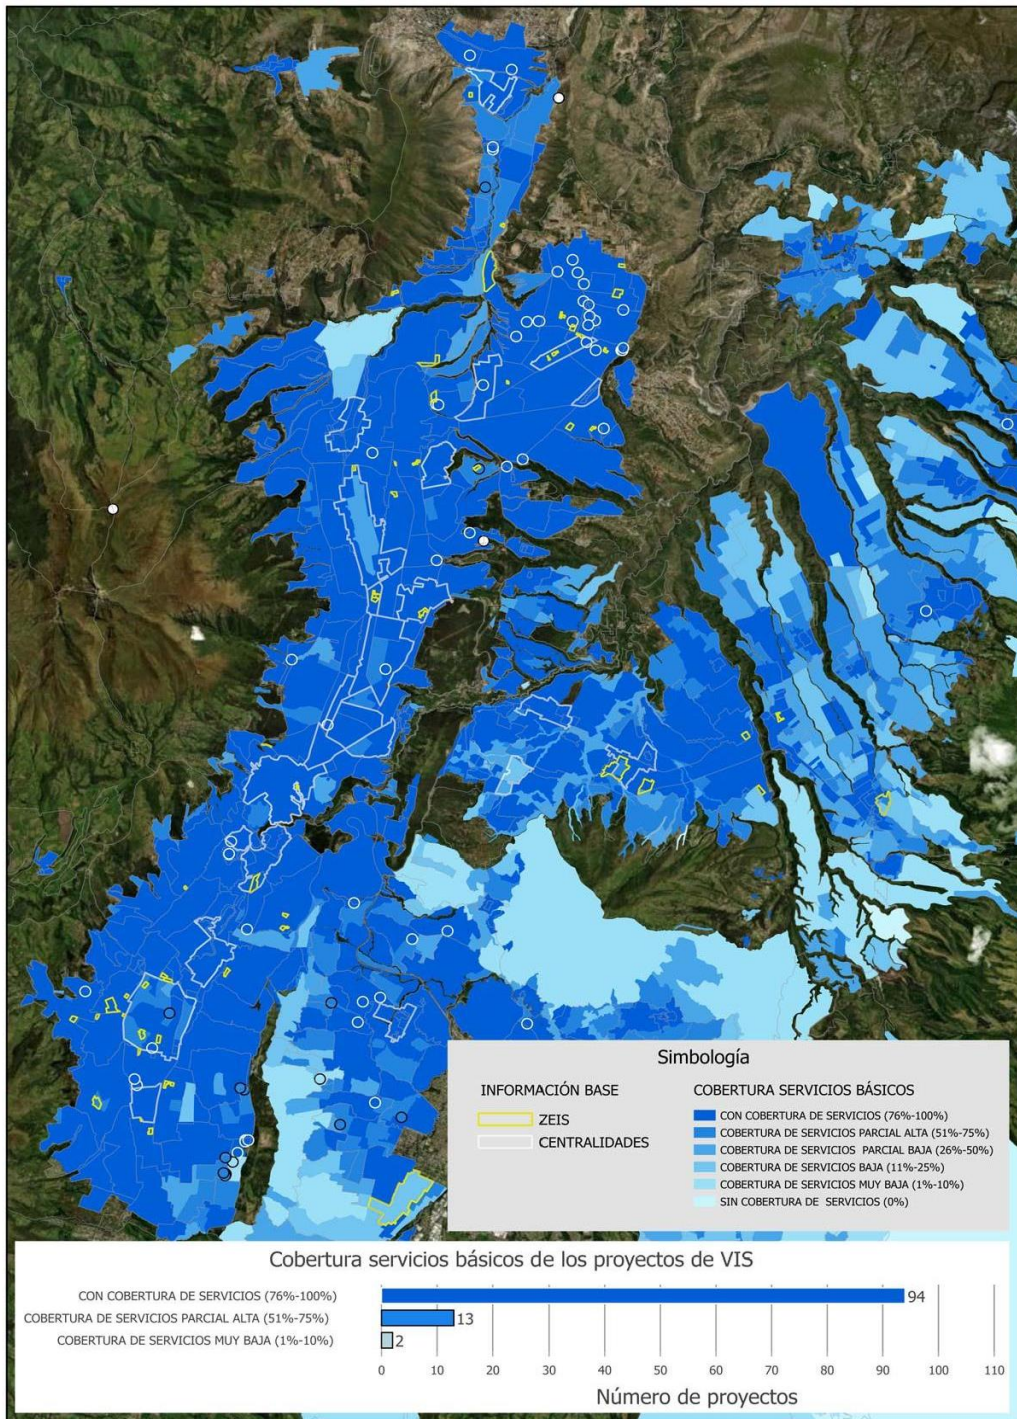 Simbología
INFORMACIÓN BASE
ZEIS
CENTRALIDADES
COBERTURA SERVICIOS BÁSICOS
CON COBERTURA DE SERVICIOS (76%-100%)
COBERTURA DE SERVICIOS PARCIAL ALTA (51%-75%)
COBERTURA DE SERVICIOS PARCIAL BAJA (26%-50%)
COBERTURA DE SERVICIOS BAJA (11%-25%)
COBERTURA DE SERVICIOS MUY BAJA (1%-10%)
SIN COBERTURA DE SERVICIOS (0%)
Cobertura servicios básicos de los proyectos de VIS
CON COBERTURA DE SERVICIOS (76%-100%) 94
COBERTURA DE SERVICIOS PARCIAL ALTA (51%-75%) 13
COBERTURA DE SERVICIOS MUY BAJA (1%-10%) 2
0 10 20 30 40 50 60 70 80 90 100 110
Número de proyectos